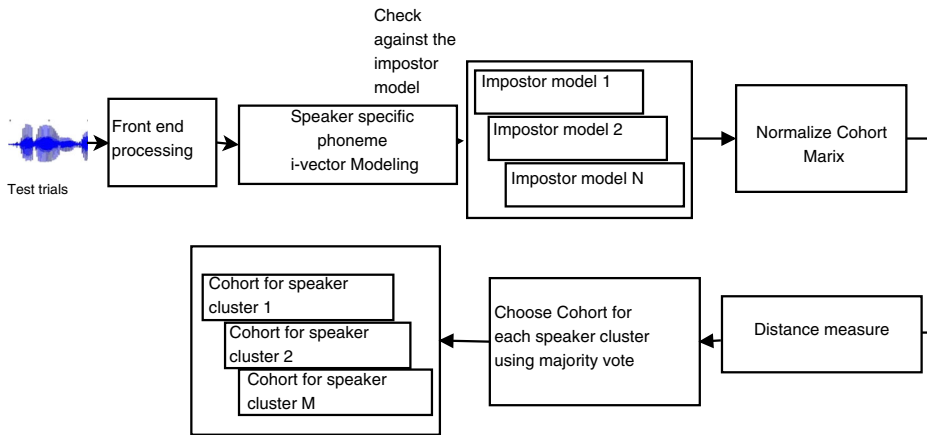 Check
against the
impostor
model
Test trials
Front end
processing
Speaker specific
phoneme
i-vector Modeling
Impostor model 1
Impostor model 2
Impostor model N
Normalize Cohort
Marix
Distance measure
Choose Cohort for
each speaker cluster
using majority vote
Cohort for speaker
cluster 1
Cohort for speaker
cluster 2
Cohort for speaker
cluster M